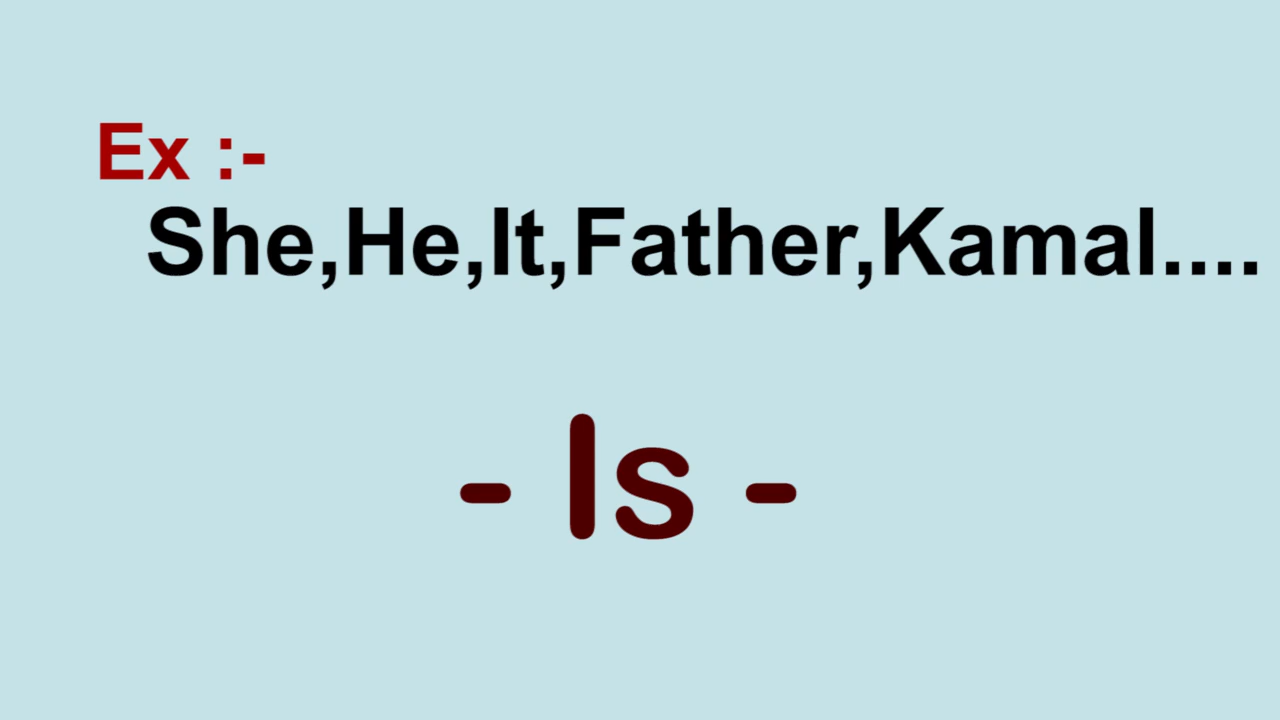 Ex :-
She,He,It,Father,Kamal....
- Is -